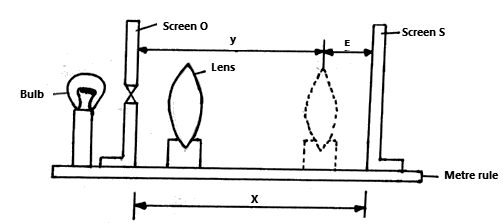 Screen O
y
E
Screen S
Lens
Bulb
Metre rule
X